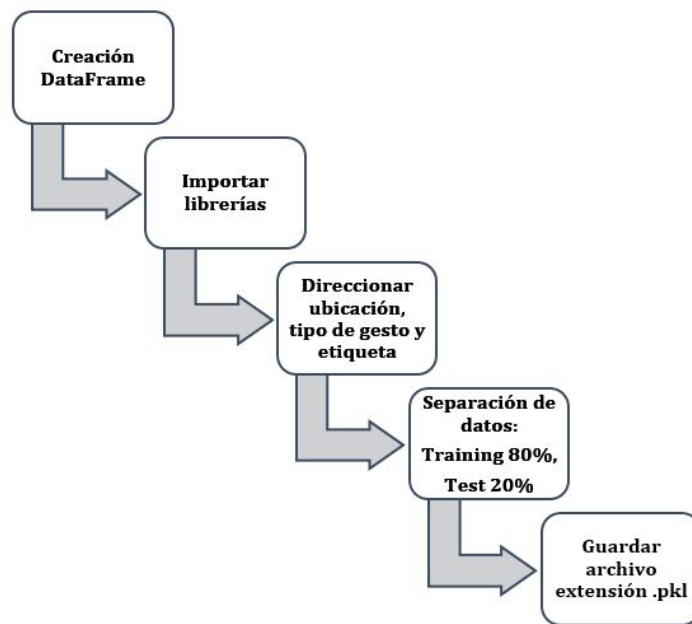 Creación
DataFrame
Importar
librerías
Direccionar
ubicación,
tipo de gesto y
etiqueta
Separación de
datos:
Training 80%,
Test 20%
Guardar
archivo
extensión .pkl